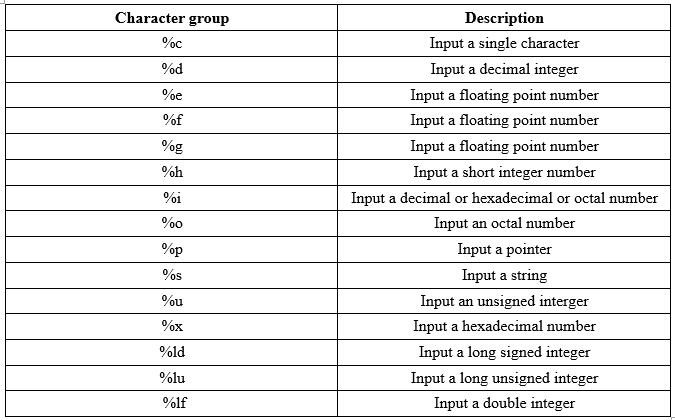 Character group Description
%c Input a single character
%d Input a decimal integer
%e Input a floating point number
%f Input a floating point number
%g Input a floating point number
%h Input a short integer number
%i Input a decimal or hexadecimal or octal number
%o Input an octal number
%p Input a pointer
%s Input a string
%u Input an unsigned interger
%x Input a hexadecimal number
%ld Input a long signed integer
%lu Input a long unsigned integer
%lf Input a double integer